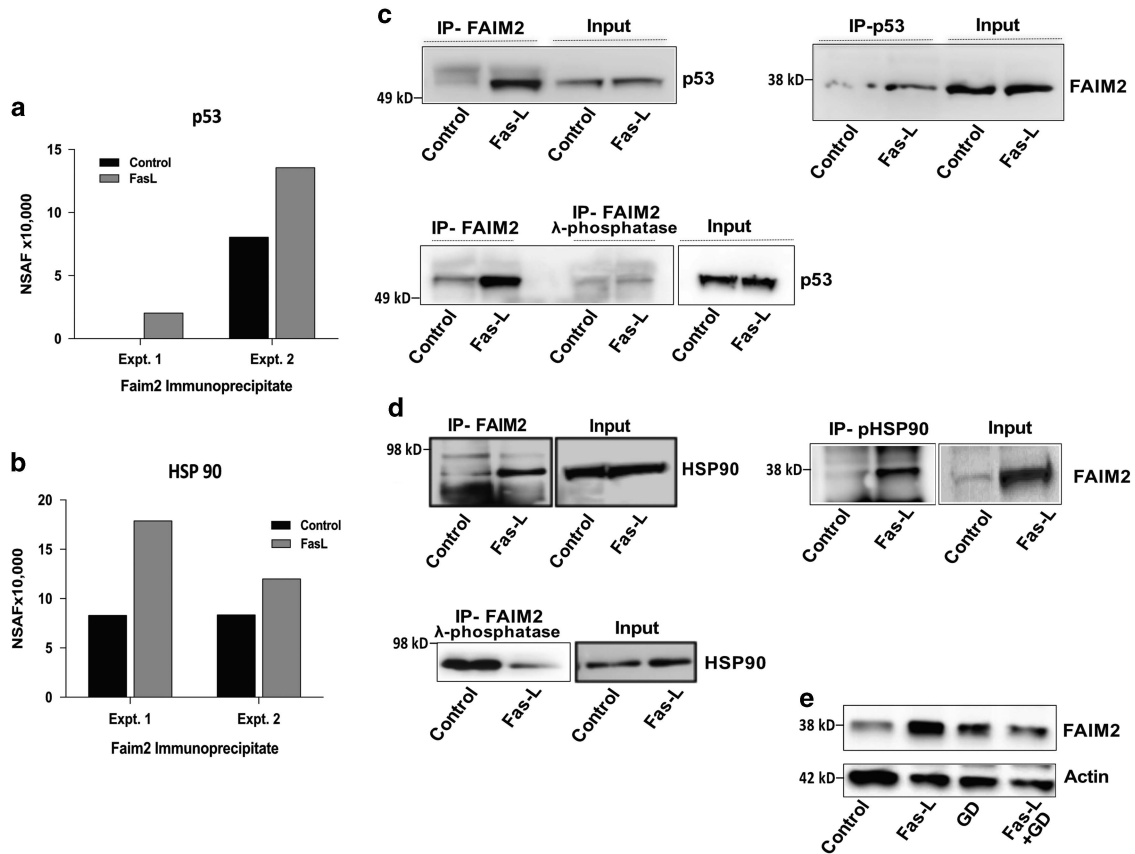 a
p53
15
10
5
0
NSAF x10,000
Control
FasL
Expt. 1
Expt. 2
Faim2 Immunoprecipitate
b
HSP 90
20
15
10
5
0
NSAFx10,000
Control
FasL
Expt. 1
Expt. 2
Faim2 Immunoprecipitate
c
IP- FAIM2
Input
49 kD
p53
Control
Fas-L
Control
Fas-L
IP-p53
Input
38 kD
FAIM2
Control
Fas-L
Control
Fas-L
IP- FAIM2
IP- FAIM2
λ-phosphatase
Input
49 kD
p53
Control
Fas-L
Control
Fas-L
Control
Fas-L
d
IP- FAIM2
Input
98 kD
HSP90
Control
Fas-L
Control
Fas-L
IP- pHSP90
Input
38 kD
FAIM2
Control
Fas-L
Control
Fas-L
IP- FAIM2
λ-phosphatase
Input
98 kD
HSP90
Control
Fas-L
Control
Fas-L
e
38 kD
FAIM2
42 kD
Actin
Control
Fas-L
GD
Fas-L
+GD